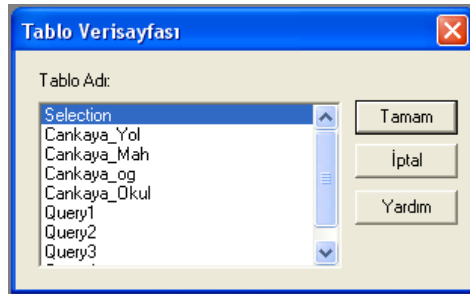 Tablo Verisayfası
Tablo Adı:
Selection
Cankaya_Yol
Cankaya_Mah
Cankaya_og
Cankaya_Okul
Query1
Query2
Query3
Tamam
İptal
Yardım